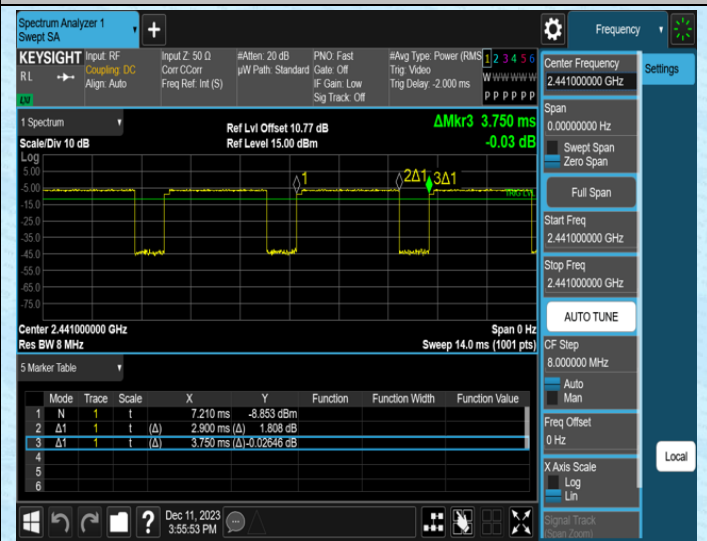 Spectrum Analyzer 1
Swept SA
Frequency
KEYSIGHT
RL
LXI
Input: RF
Coupling: DC
Align: Auto
Input Z: 50 Ω
Corr CCorr
Freq Ref: Int (S)
#Atten: 20 dB
µW Path: Standard
PNO: Fast
Gate: Off
IF Gain: Low
Sig Track: Off
#Avg Type: Power (RMS
Trig: Video
Trig Delay: -2.000 ms
1 2 3 4 5 6
W W W W W W
P P P P P P
1 Spectrum
Scale/Div 10 dB
Ref Lvl Offset 10.77 dB
Ref Level 15.00 dBm
ΔMkr3 3.750 ms
-0.03 dB
Log
5.00
-5.00
-15.0
-25.0
-35.0
-45.0
-55.0
-65.0
-75.0
1
2Δ1
3Δ1
TRIG LVL
Center 2.441000000 GHz
Res BW 8 MHz
Span 0 Hz
Sweep 14.0 ms (1001 pts)
5 Marker Table
Mode Trace Scale X Y Function Function Width Function Value
1 N 1 t 7.210 ms -8.853 dBm
2 Δ1 1 t (Δ) 2.900 ms (Δ) 1.808 dB
3 Δ1 1 t (Δ) 3.750 ms (Δ) -0.02646 dB
4
5
6
?
Dec 11, 2023
3:55:53 PM
Center Frequency
2.441000000 GHz
Span
0.00000000 Hz
Swept Span
Zero Span
Full Span
Start Freq
2.441000000 GHz
Stop Freq
2.441000000 GHz
AUTO TUNE
CF Step
8.000000 MHz
Auto
Man
Freq Offset
0 Hz
X Axis Scale
Log
Lin
Signal Track
(Span Zoom)
Settings
Local